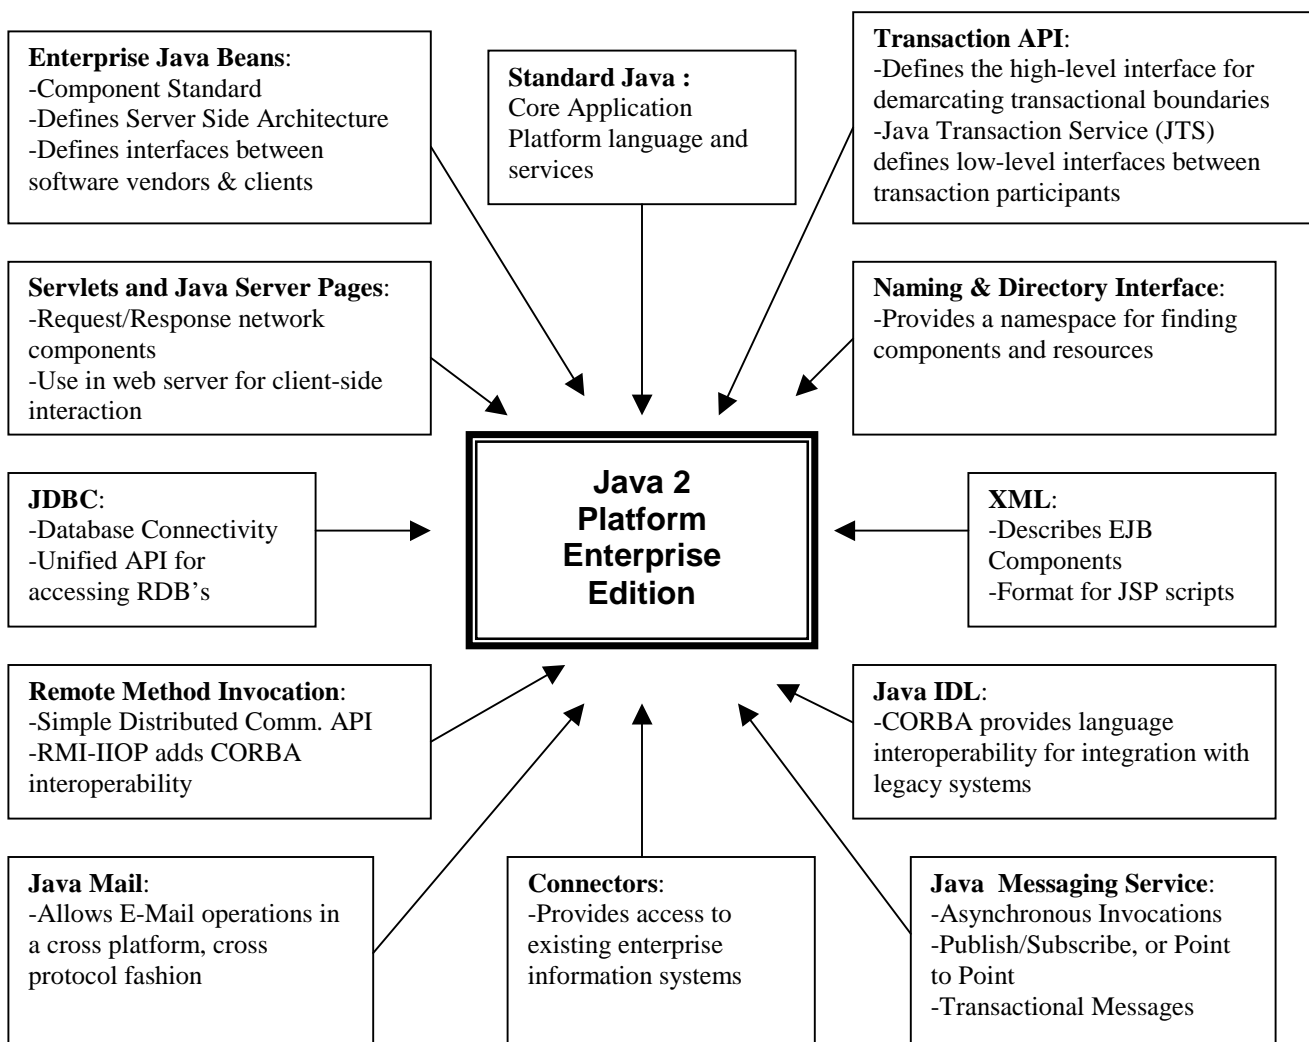 Enterprise Java Beans:
-Component Standard
-Defines Server Side Architecture
-Defines interfaces between
software vendors & clients
Standard Java :
Core Application
Platform language and
services
Transaction API:
-Defines the high-level interface for
demarcating transactional boundaries
-Java Transaction Service (JTS)
defines low-level interfaces between
transaction participants
Servlets and Java Server Pages:
-Request/Response network
components
-Use in web server for client-side
interaction
Naming & Directory Interface:
-Provides a namespace for finding
components and resources
JDBC:
-Database Connectivity
-Unified API for
accessing RDB’s
Java 2
Platform
Enterprise
Edition
XML:
-Describes EJB
Components
-Format for JSP scripts
Remote Method Invocation:
-Simple Distributed Comm. API
-RMI-IIOP adds CORBA
interoperability
Java IDL:
-CORBA provides language
interoperability for integration with
legacy systems
Java Mail:
-Allows E-Mail operations in
a cross platform, cross
protocol fashion
Connectors:
-Provides access to
existing enterprise
information systems
Java  Messaging Service:
-Asynchronous Invocations
-Publish/Subscribe, or Point
to Point
-Transactional Messages